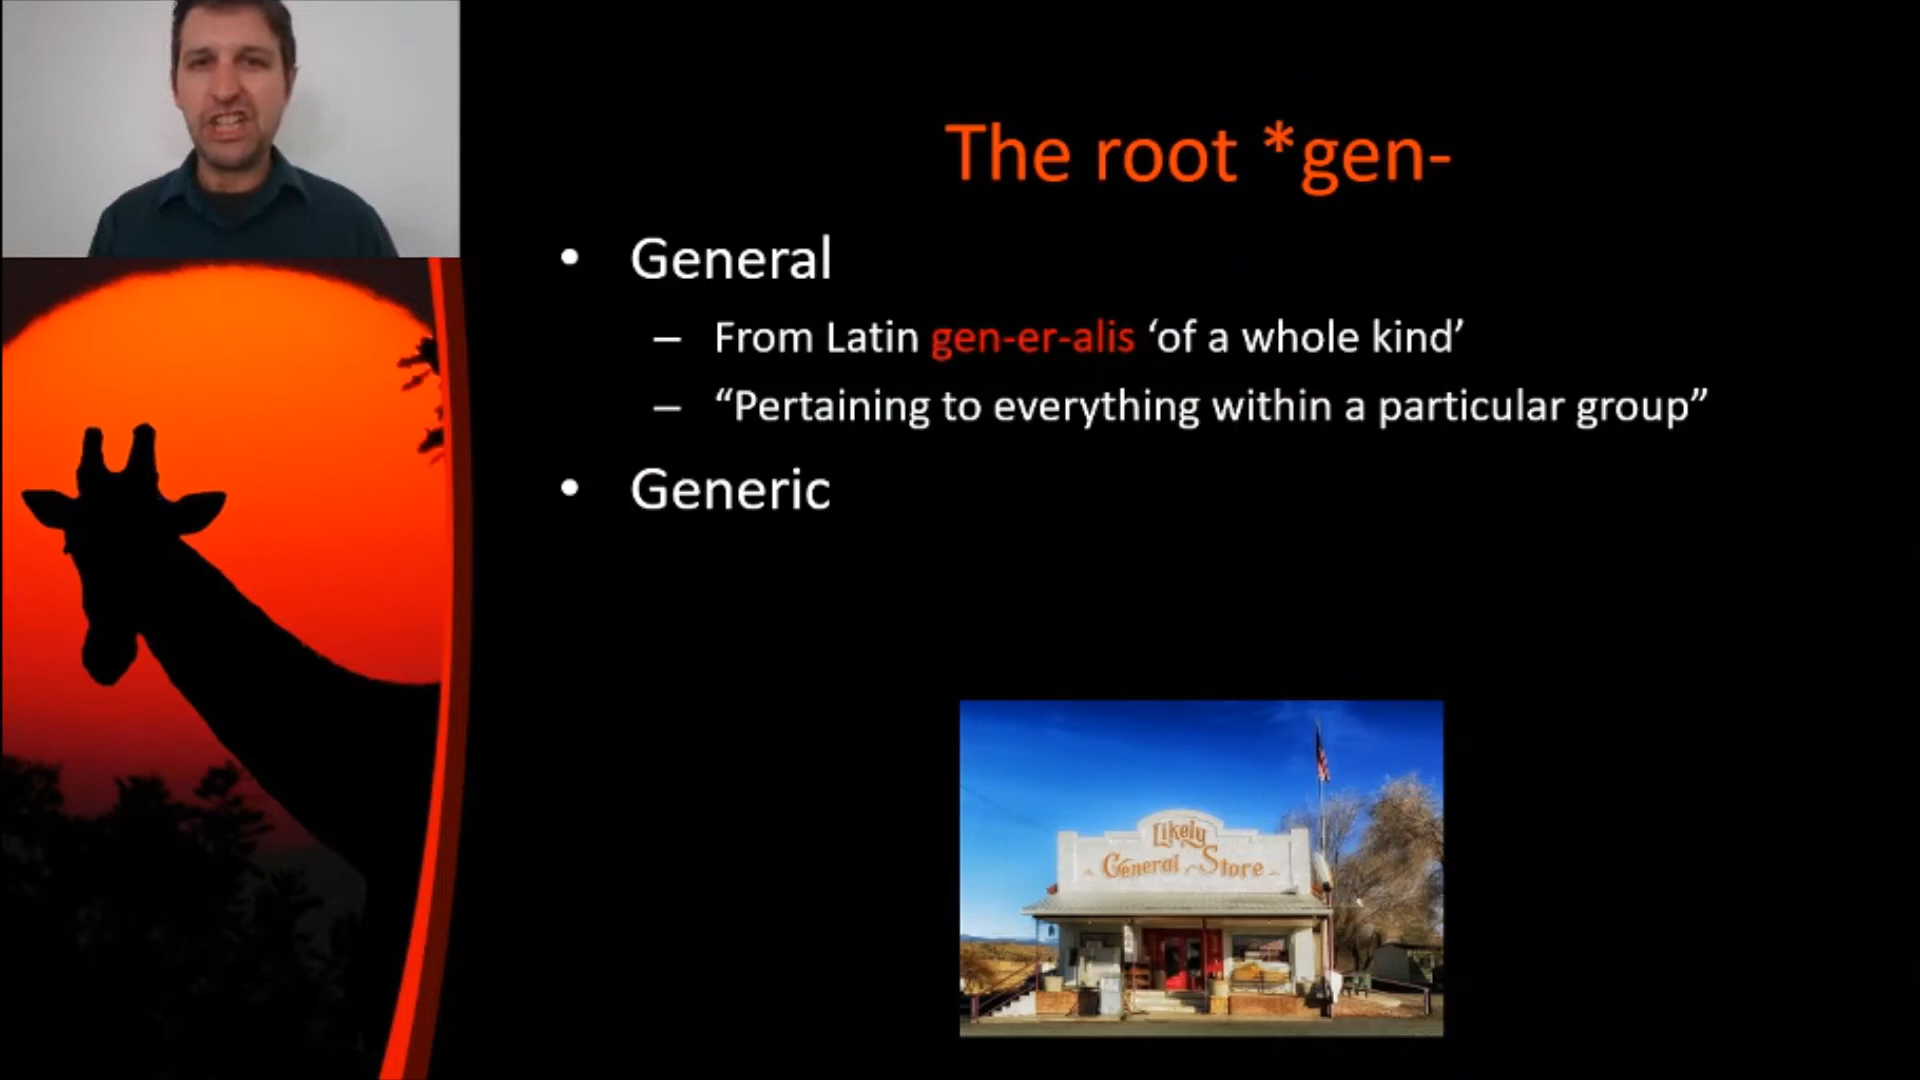 The root *gen-
• General
– From Latin gen-er-alis ‘of a whole kind’
– “Pertaining to everything within a particular group”
• Generic
Likely
General Store